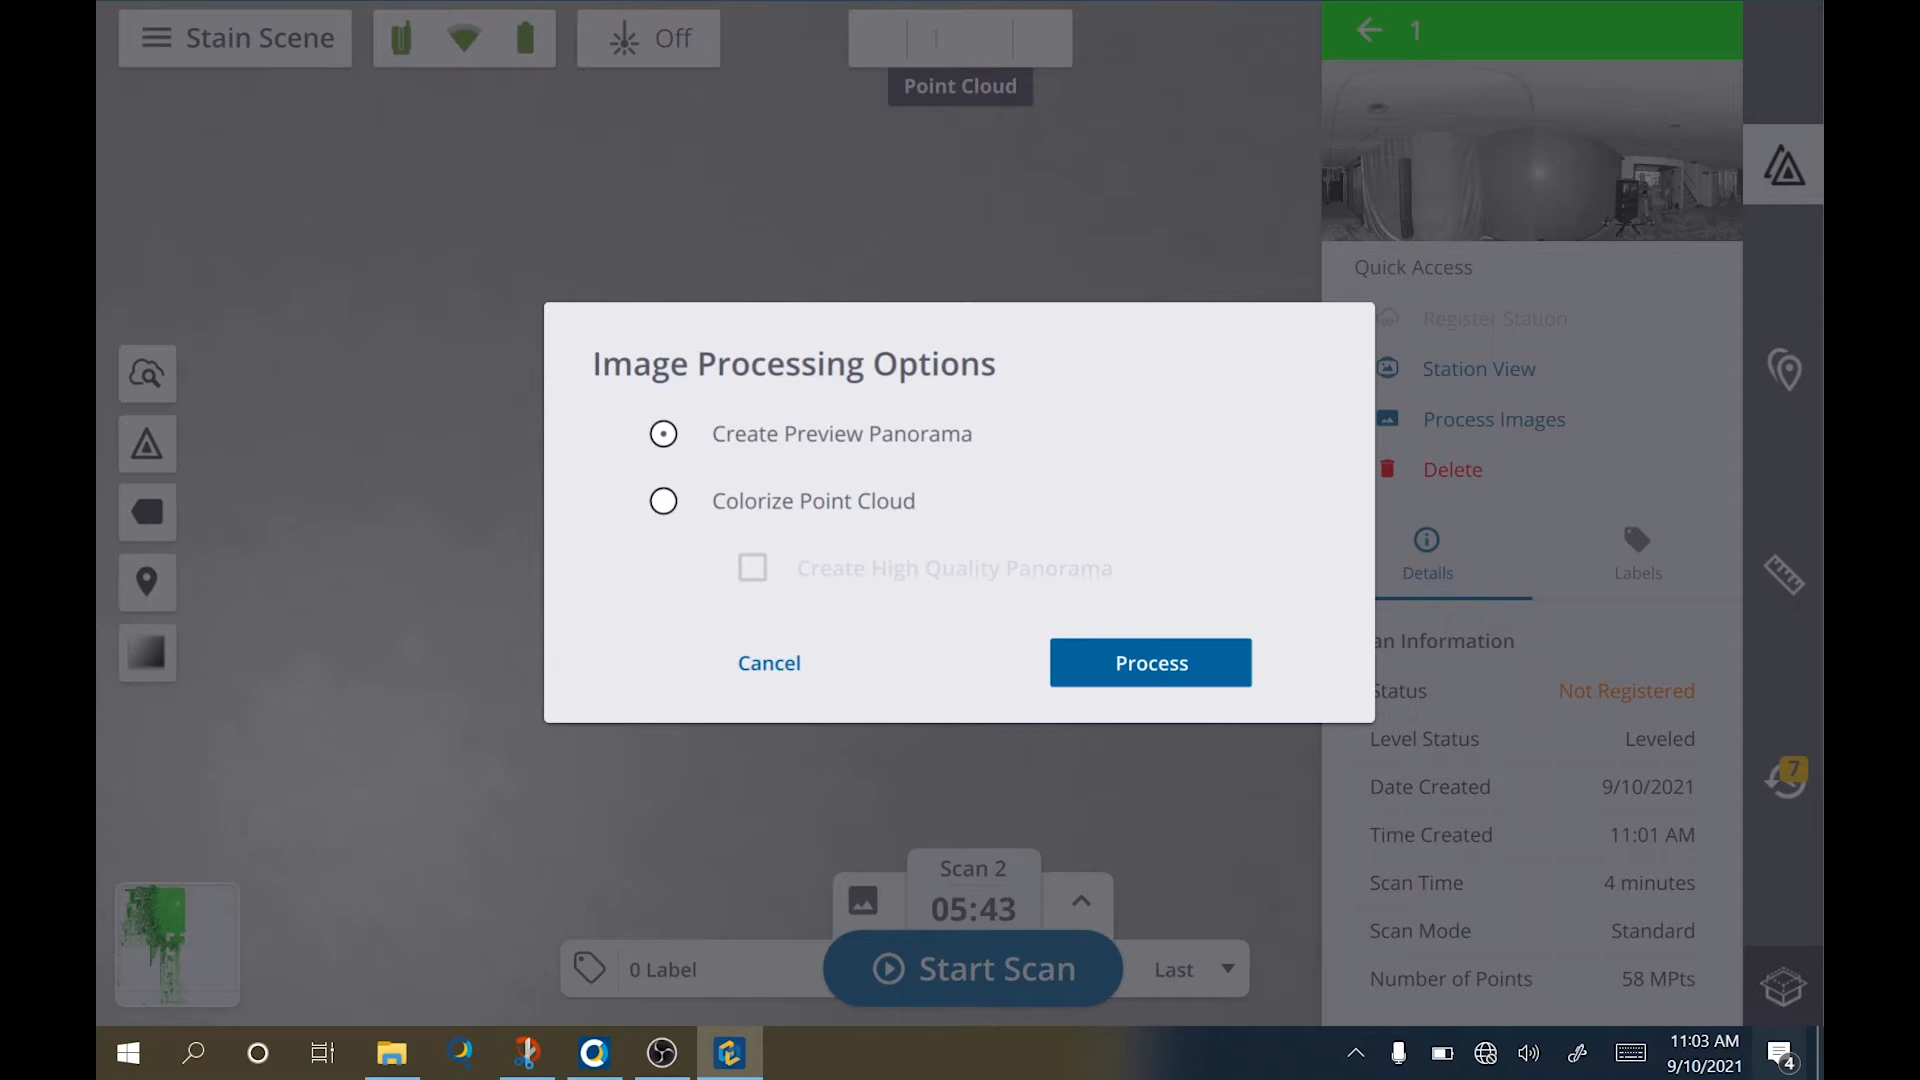 Stain Scene
Off
1
Point Cloud
1
Quick Access
Register Station
Station View
Process Images
Delete
Details
Labels
Image Processing Options
Create Preview Panorama
Colorize Point Cloud
Create High Quality Panorama
Cancel
Process
an Information
Status
Not Registered
Level Status
Leveled
Date Created
9/10/2021
Time Created
11:01 AM
Scan Time
4 minutes
Scan Mode
Standard
Number of Points
58 MPts
7
Scan 2
05:43
0 Label
Start Scan
Last
11:03 AM
9/10/2021
4